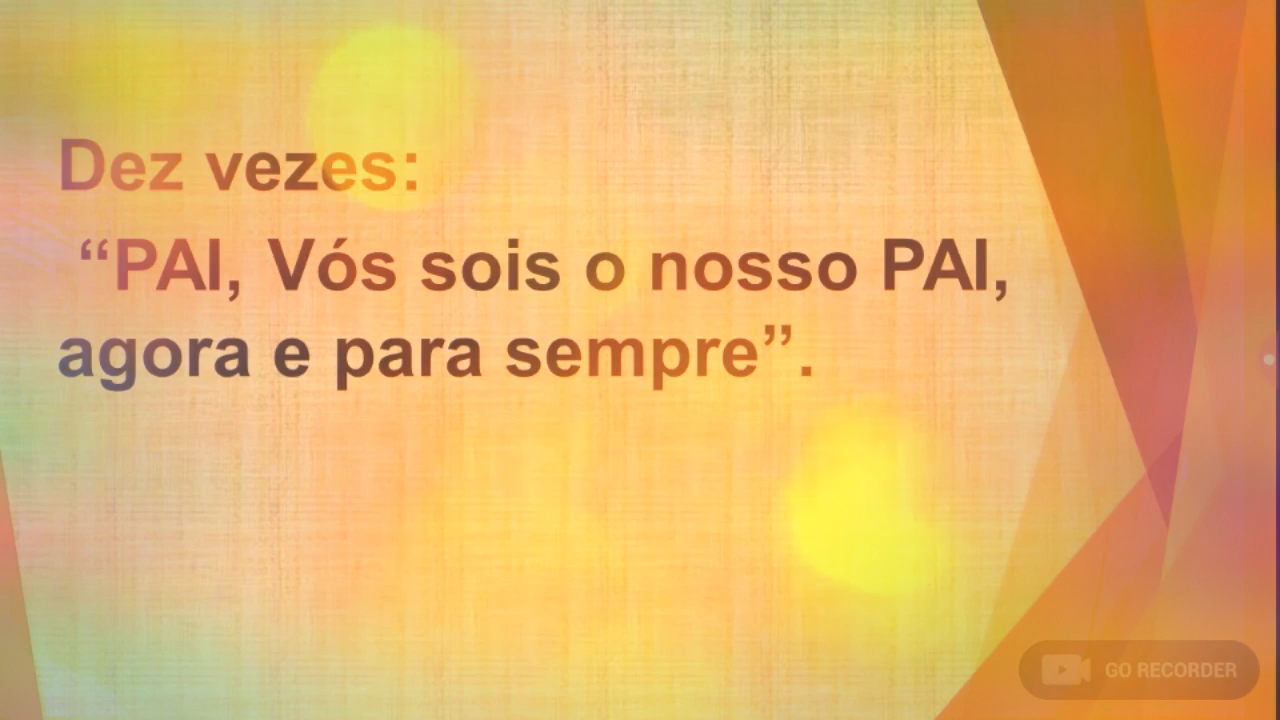 Dez vezes:
“PAI, Vós sois o nosso PAI,
agora e para sempre”.
GO RECORDER